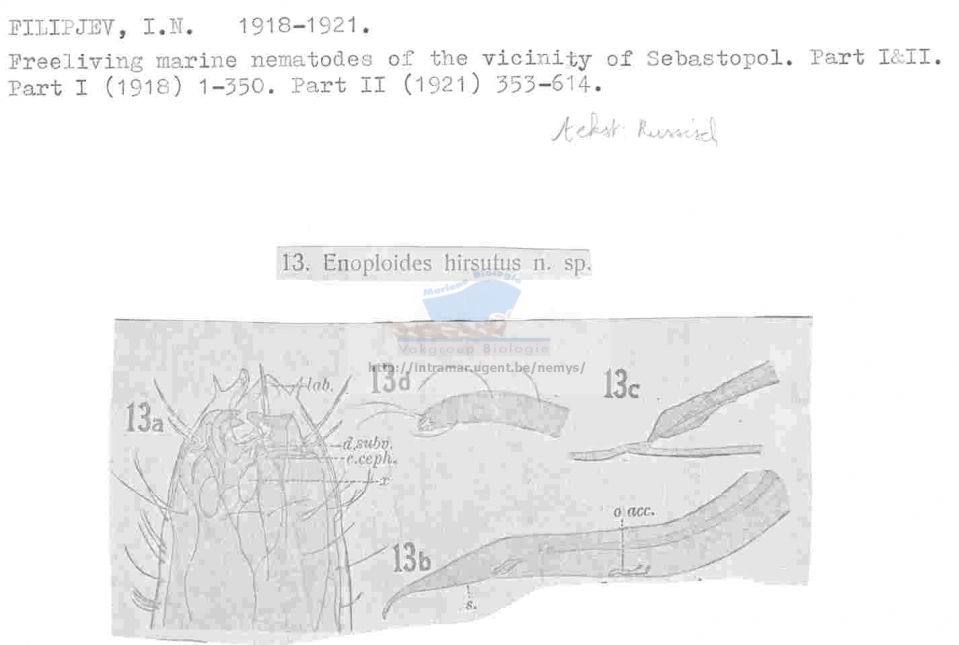 FILIPJEV, I.N. 1918-1921.
Freeliving marine nematodes of the vicinity of Sebastopol. Part I&II.
Part I (1918) 1-350. Part II (1921) 353-614.
tekst: Russisch
13. Enoploides hirsutus n. sp.
Mariene Biologie
Vakgroup Biologie
http://intramar.ugent.be/nemys/
13a
lab.
d.subv.
c.ceph.
x
13d
13c
13b
o acc.
s.